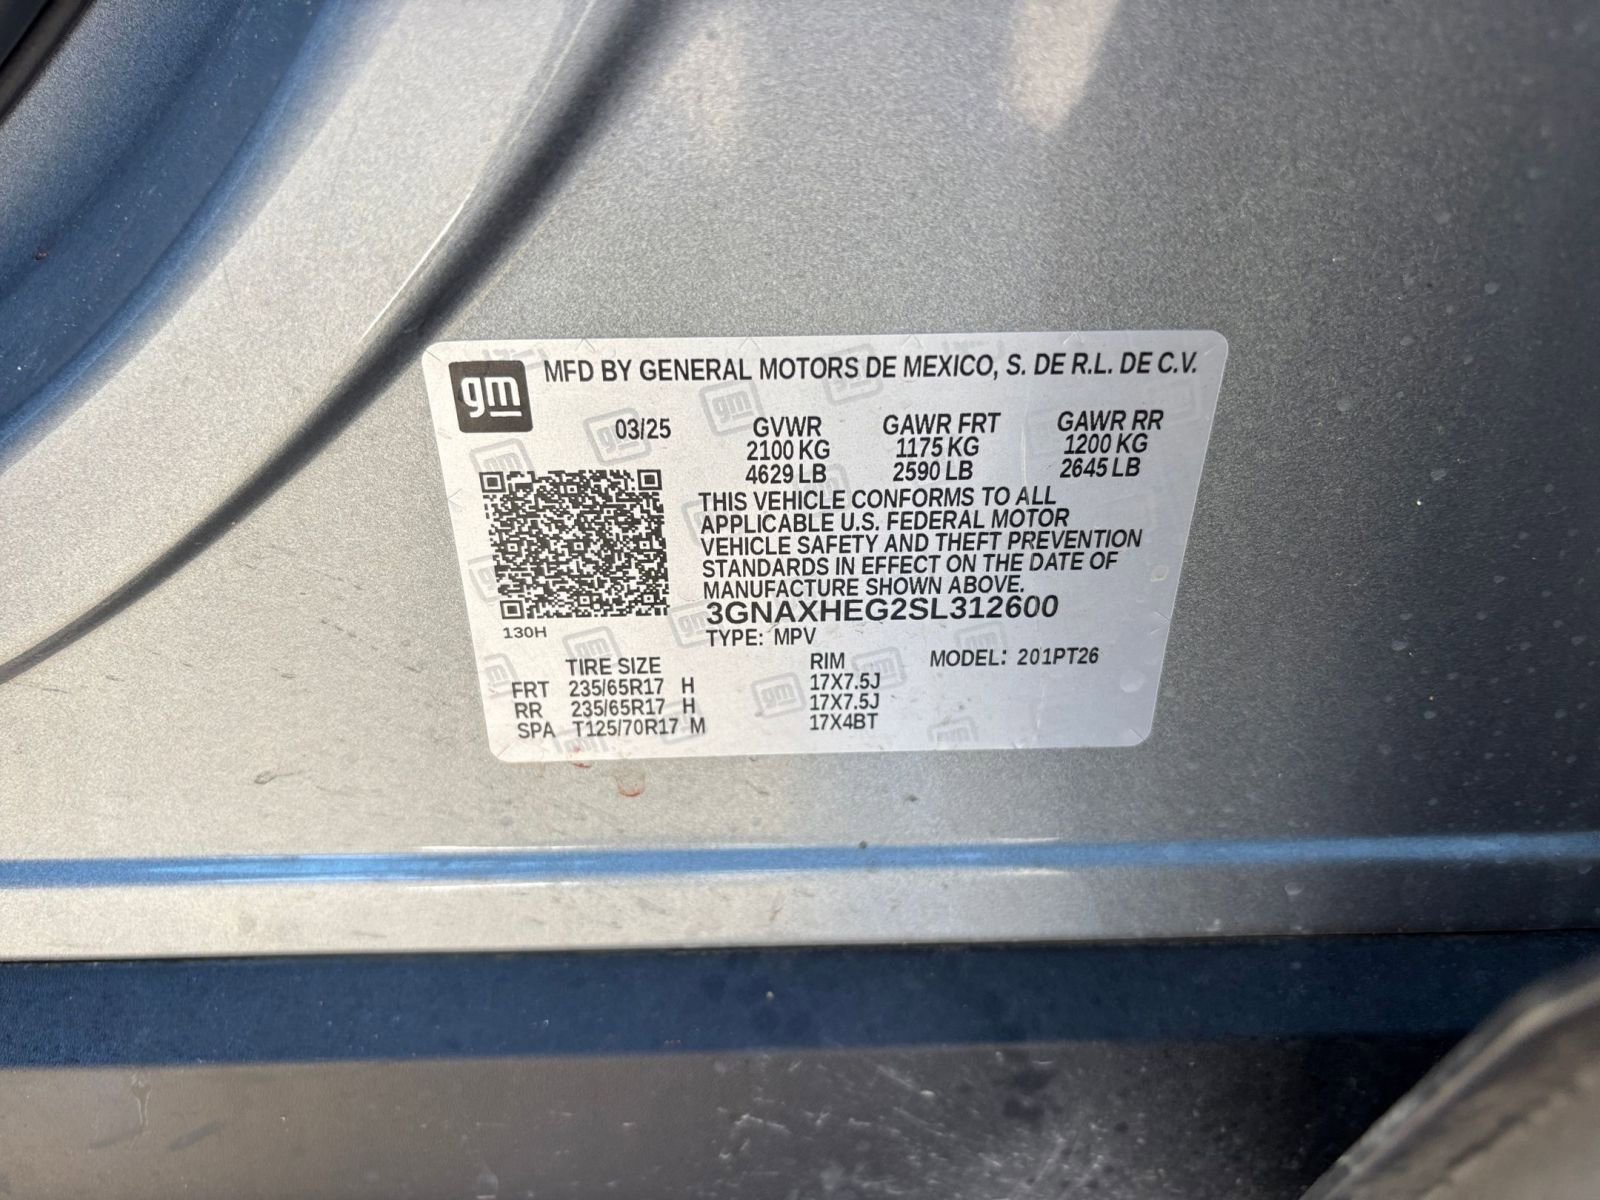 gm
MFD BY GENERAL MOTORS DE MEXICO, S. DE R.L. DE C.V.
03/25 GVWR GAWR FRT GAWR RR
2100 KG 1175 KG 1200 KG
4629 LB 2590 LB 2645 LB
THIS VEHICLE CONFORMS TO ALL
APPLICABLE U.S. FEDERAL MOTOR
VEHICLE SAFETY AND THEFT PREVENTION
STANDARDS IN EFFECT ON THE DATE OF
MANUFACTURE SHOWN ABOVE.
3GNAXHEG2SL312600
130H
TYPE: MPV
TIRE SIZE RIM MODEL: 201PT26
FRT 235/65R17 H 17X7.5J
RR 235/65R17 H 17X7.5J
SPA T125/70R17 M 17X4BT